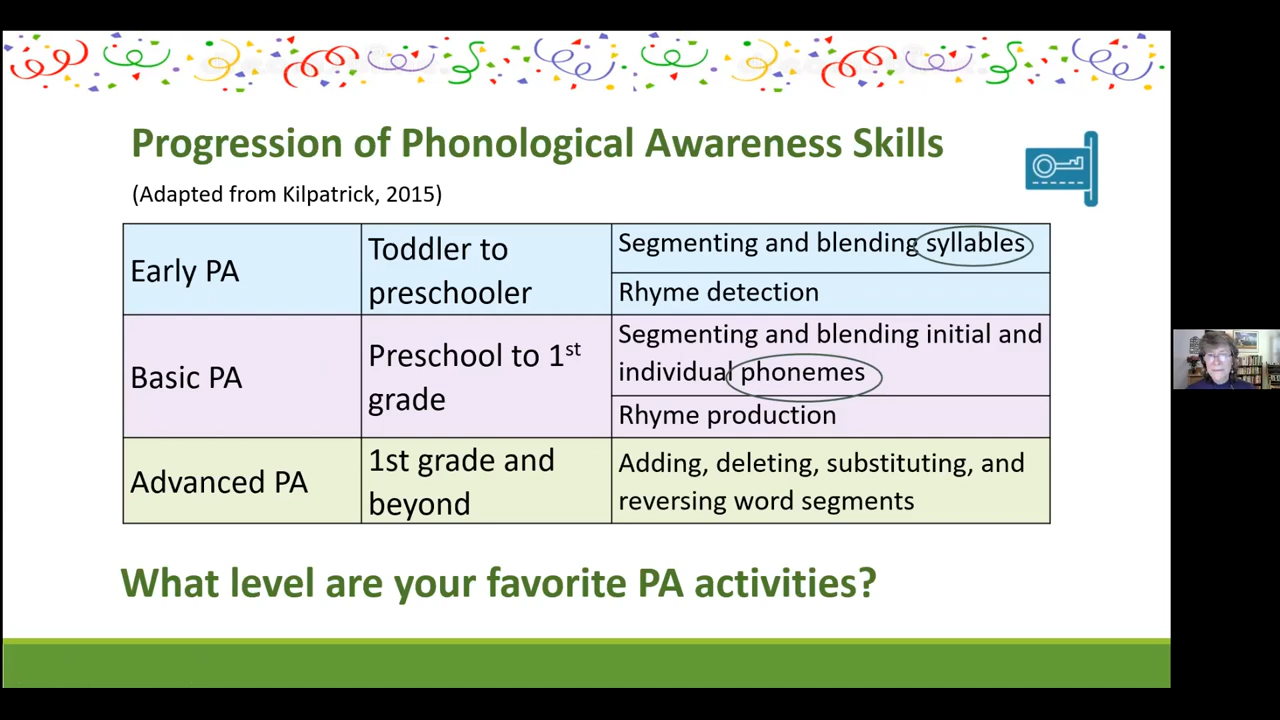 Progression of Phonological Awareness Skills
(Adapted from Kilpatrick, 2015)
Early PA
Toddler to
preschooler
Segmenting and blending syllables
Rhyme detection
Basic PA
Preschool to 1st
grade
Segmenting and blending initial and
individual phonemes
Rhyme production
Advanced PA
1st grade and
beyond
Adding, deleting, substituting, and
reversing word segments
What level are your favorite PA activities?